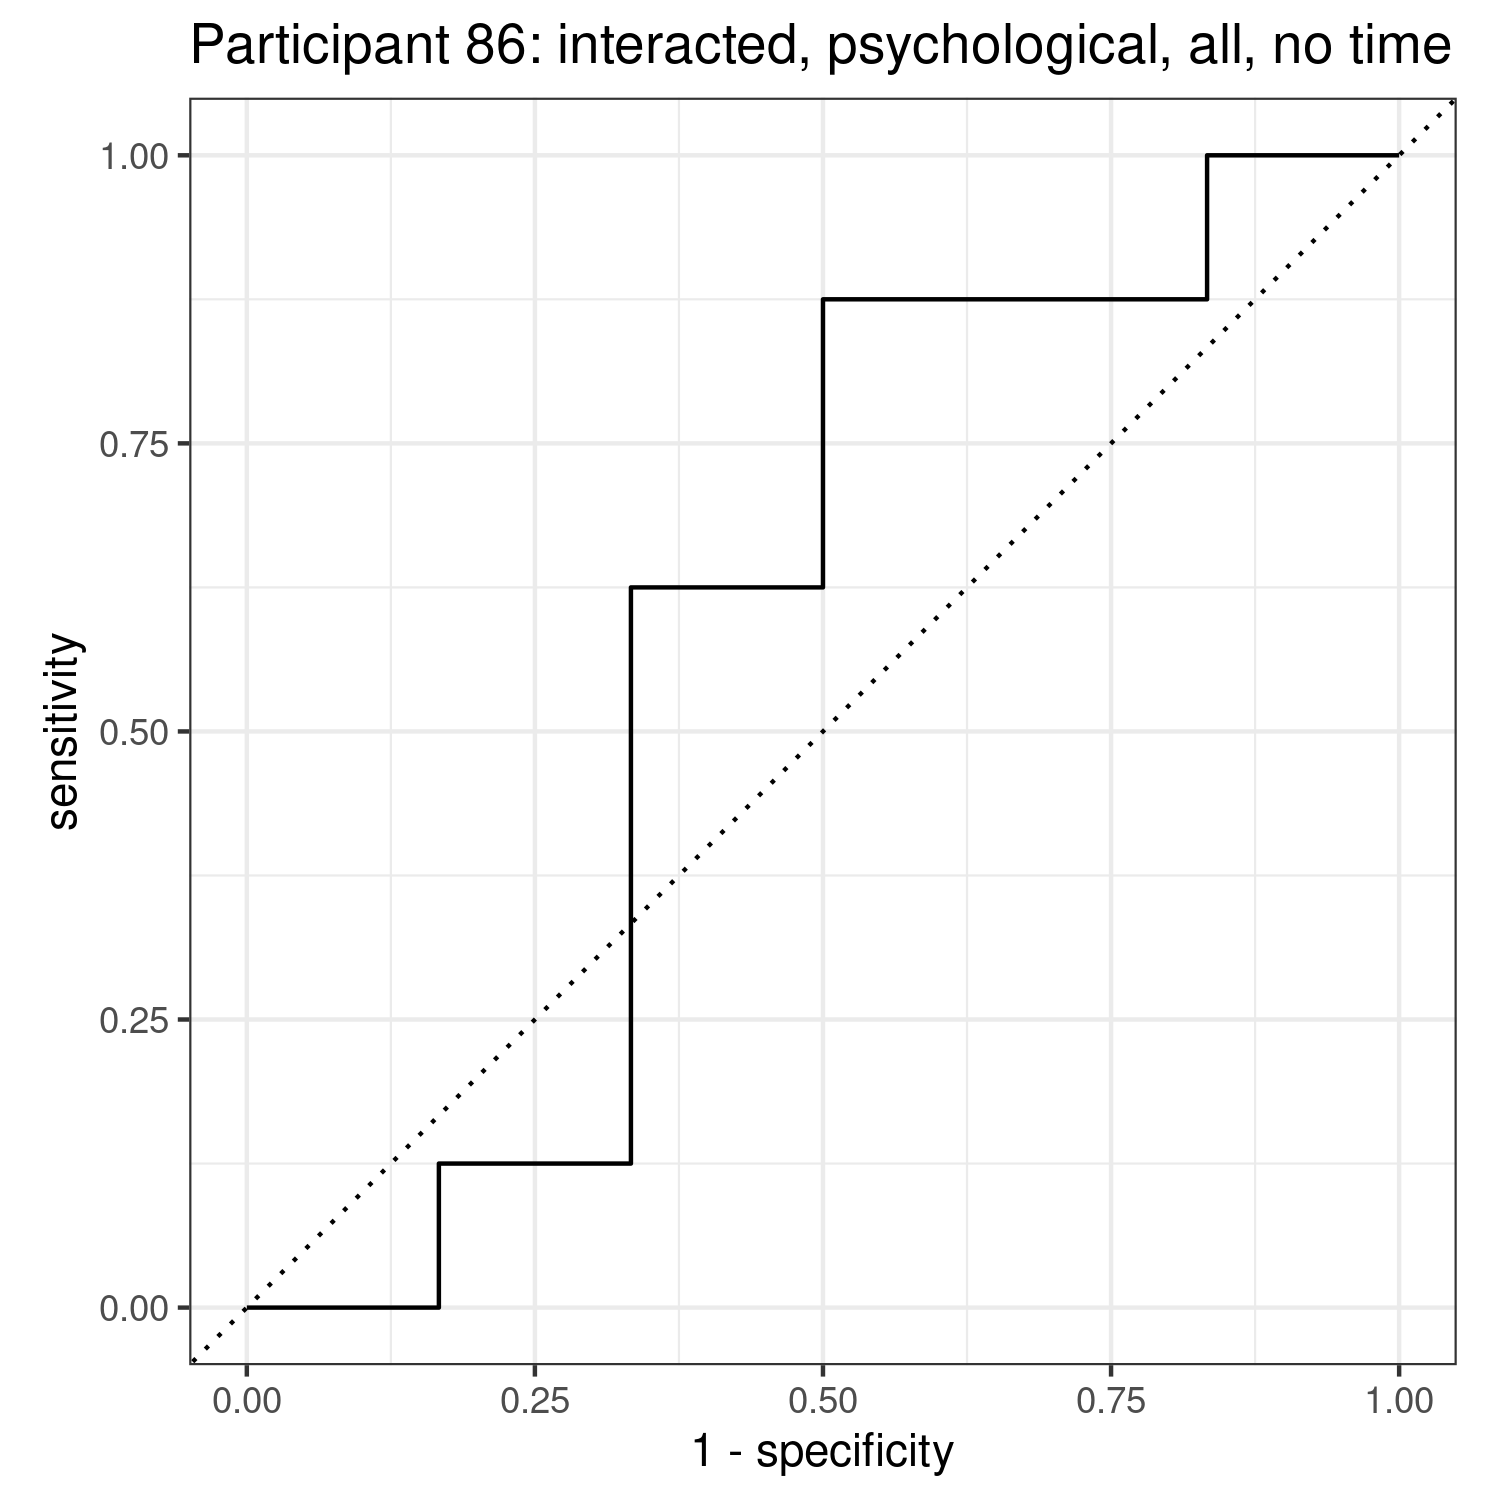 Participant 86: interacted, psychological, all, no time
1.00
0.75
0.50
0.25
0.00
sensitivity
0.00 0.25 0.50 0.75 1.00
1 - specificity